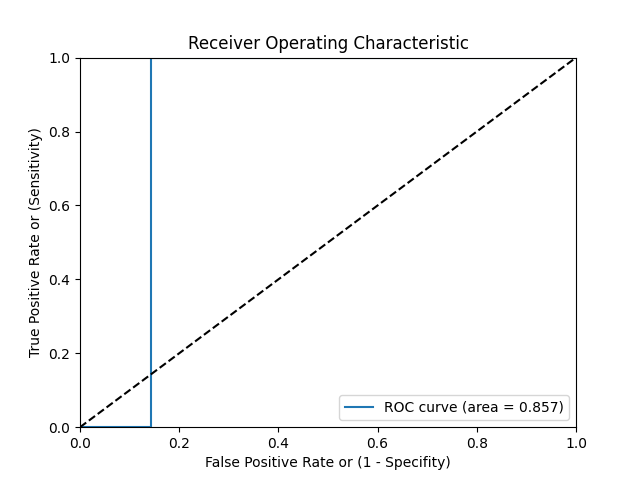 Receiver Operating Characteristic
1.0
0.8
0.6
0.4
0.2
0.0
True Positive Rate or (Sensitivity)
ROC curve (area = 0.857)
0.0 0.2 0.4 0.6 0.8 1.0
False Positive Rate or (1 - Specifity)